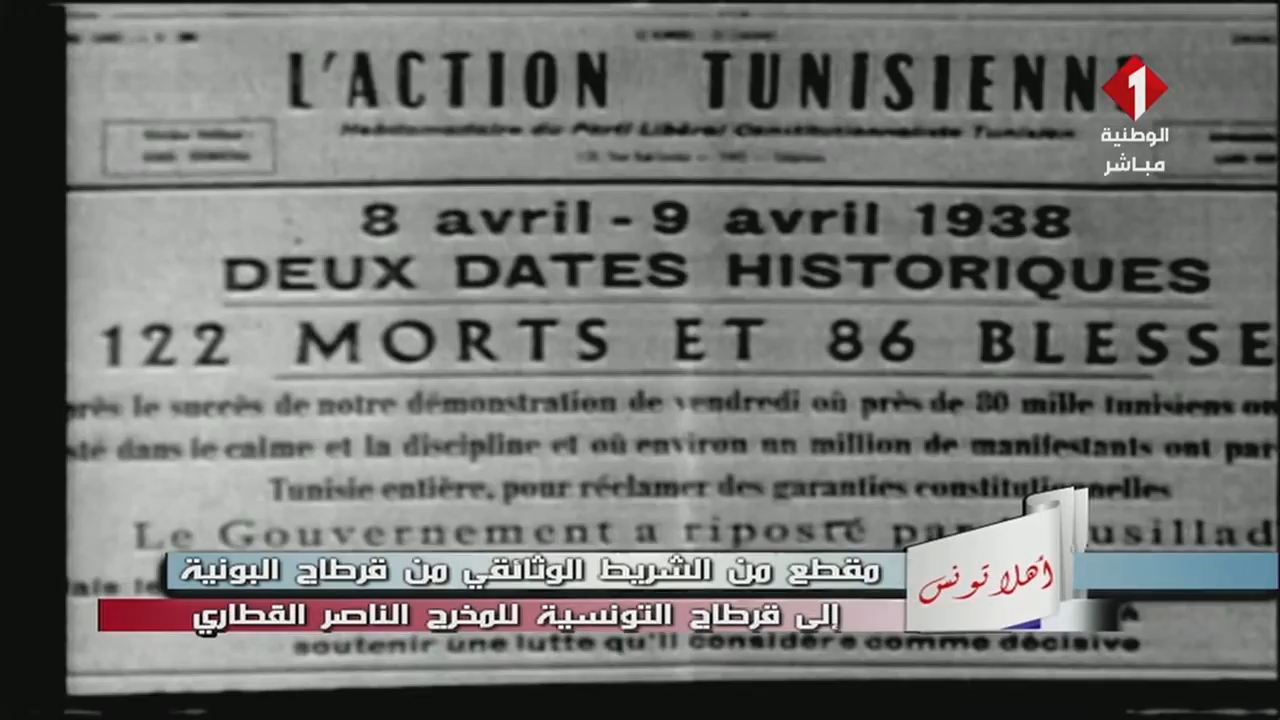 L'ACTION TUNISIENNE
Hebdomadaire du Parti Libéral Constitutionnaliste Tunisien
8 avril - 9 avril 1938
DEUX DATES HISTORIQUES
122 MORTS ET 86 BLESSE
près le succès de notre démonstration de vendredi où près de 80 mille tunisiens on
sté dans le calme et la discipline et où environ un million de manifestants ont par
Tunisie entière, pour réclamer des garanties constitutionnelles
Le Gouvernement a riposté pa usillad
soutenir une lutte qu'il considère comme décisive
1
الوطنية
مباشر
أهلا تونس
مقطع من الشريط الوثائقي من قرطاج البونية
إلى قرطاج التونسية للمخرج الناصر القطاري